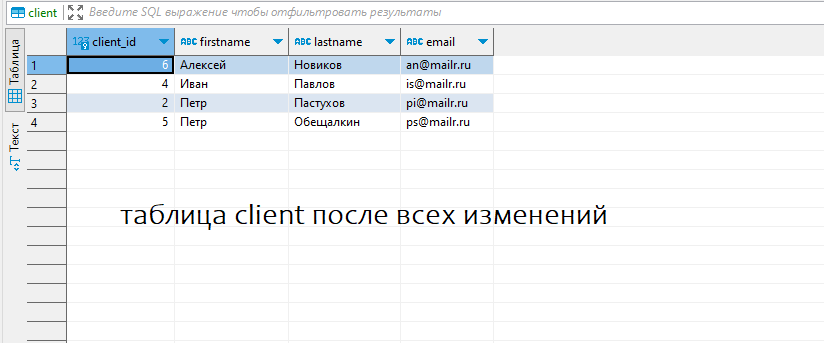 client Введите SQL выражение чтобы отфильтровать результаты
Таблица
Текст
123 client_id ABC firstname ABC lastname ABC email
1 6 Алексей Новиков an@mailr.ru
2 4 Иван Павлов is@mailr.ru
3 2 Петр Пастухов pi@mailr.ru
4 5 Петр Обещалкин ps@mailr.ru
таблица client после всех изменений